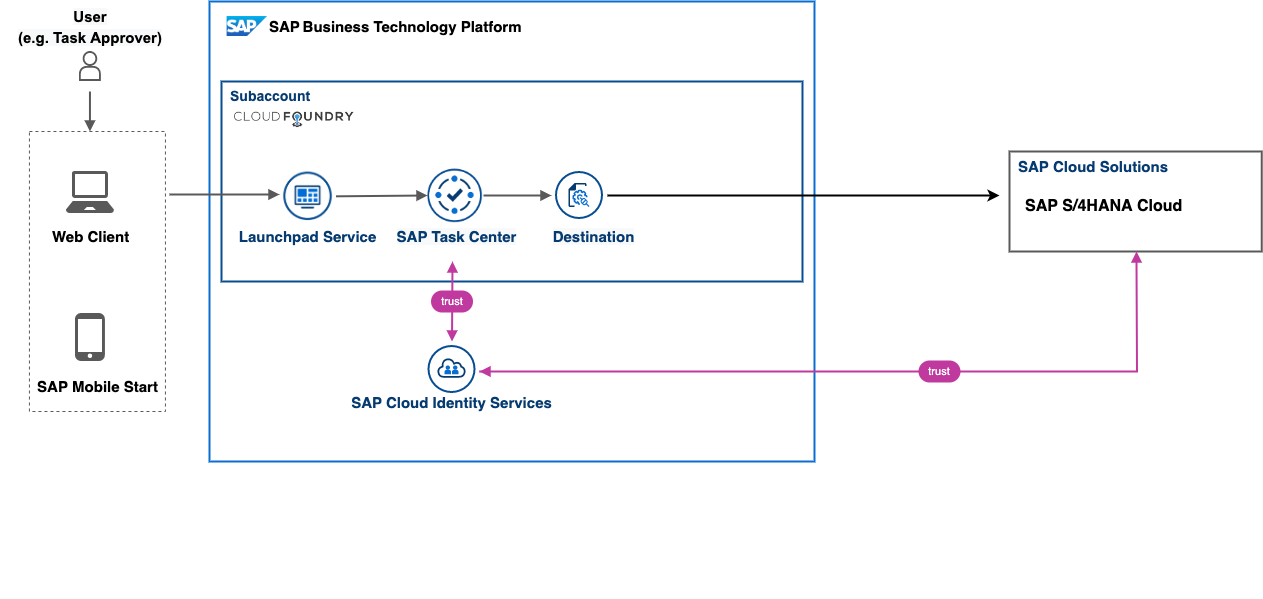 User
(e.g. Task Approver)
SAP SAP Business Technology Platform
Subaccount
CLOUD FOUNDRY
SAP Cloud Solutions
SAP S/4HANA Cloud
Web Client
Launchpad Service
SAP Task Center
Destination
trust
SAP Mobile Start
trust
SAP Cloud Identity Services